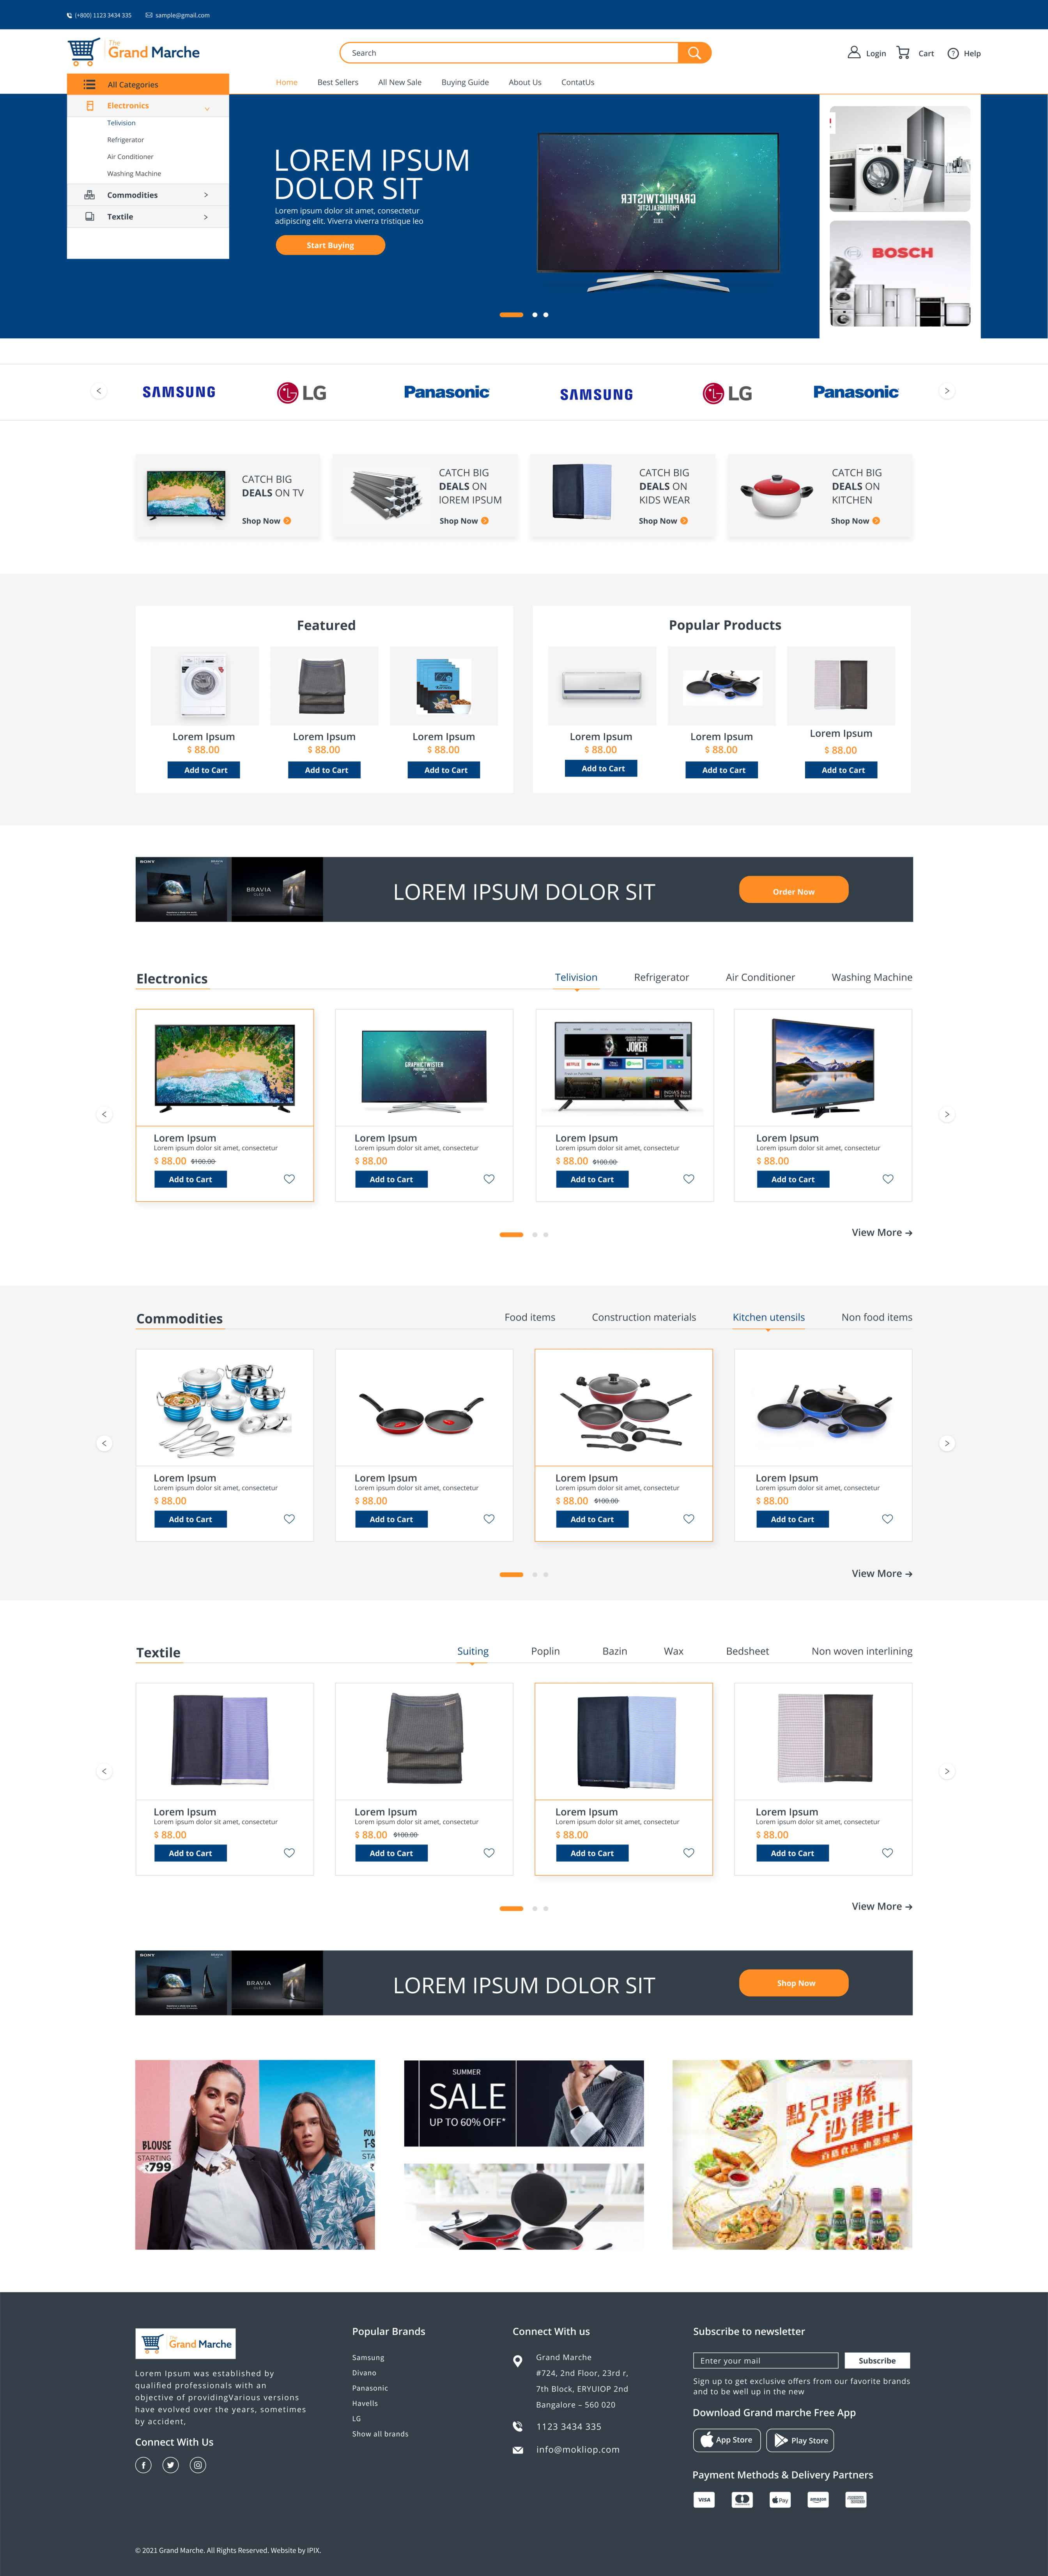 (+800) 1123 3434 335
sample@gmail.com
The
Grand Marche
Search
Login
Cart
? Help
All Categories
Home
Best Sellers
All New Sale
Buying Guide
About Us
ContatUs
Electronics
Telivision
Refrigerator
Air Conditioner
Washing Machine
Commodities
Textile
LOREM IPSUM
DOLOR SIT
Lorem ipsum dolor sit amet, consectetur
adipiscing elit. Viverra viverra tristique leo
Start Buying
GRAPHICTWISTER
PHOTOREALISTIC
BOSCH
SAMSUNG
LG
Panasonic
SAMSUNG
LG
Panasonic
CATCH BIG
DEALS ON TV
Shop Now
CATCH BIG
DEALS ON
lOREM IPSUM
Shop Now
CATCH BIG
DEALS ON
KIDS WEAR
Shop Now
CATCH BIG
DEALS ON
KITCHEN
Shop Now
Featured
Lorem Ipsum
$ 88.00
Add to Cart
Lorem Ipsum
$ 88.00
Add to Cart
Lorem Ipsum
$ 88.00
Add to Cart
Popular Products
Lorem Ipsum
$ 88.00
Add to Cart
Lorem Ipsum
$ 88.00
Add to Cart
Lorem Ipsum
$ 88.00
Add to Cart
SONY
BRAVIA
OLED
LOREM IPSUM DOLOR SIT
Order Now
Electronics
Telivision
Refrigerator
Air Conditioner
Washing Machine
GRAPHICTWISTER
JOKER
INDIA'S No.1
Lorem Ipsum
Lorem ipsum dolor sit amet, consectetur
$ 88.00 $100.00
Add to Cart
Lorem Ipsum
Lorem ipsum dolor sit amet, consectetur
$ 88.00
Add to Cart
Lorem Ipsum
Lorem ipsum dolor sit amet, consectetur
$ 88.00 $100.00
Add to Cart
Lorem Ipsum
Lorem ipsum dolor sit amet, consectetur
$ 88.00
Add to Cart
View More
Commodities
Food items
Construction materials
Kitchen utensils
Non food items
Lorem Ipsum
Lorem ipsum dolor sit amet, consectetur
$ 88.00
Add to Cart
Lorem Ipsum
Lorem ipsum dolor sit amet, consectetur
$ 88.00
Add to Cart
Lorem Ipsum
Lorem ipsum dolor sit amet, consectetur
$ 88.00 $100.00
Add to Cart
Lorem Ipsum
Lorem ipsum dolor sit amet, consectetur
$ 88.00
Add to Cart
View More
Textile
Suiting
Poplin
Bazin
Wax
Bedsheet
Non woven interlining
Lorem Ipsum
Lorem ipsum dolor sit amet, consectetur
$ 88.00
Add to Cart
Lorem Ipsum
Lorem ipsum dolor sit amet, consectetur
$ 88.00 $100.00
Add to Cart
Lorem Ipsum
Lorem ipsum dolor sit amet, consectetur
$ 88.00
Add to Cart
Lorem Ipsum
Lorem ipsum dolor sit amet, consectetur
$ 88.00
Add to Cart
View More
SONY
BRAVIA
OLED
LOREM IPSUM DOLOR SIT
Shop Now
BLOUSE
STARTING
₹799
POL
T-S
STA
₹
SUMMER
SALE
UP TO 60% OFF*
點只淨係
沙律汁
Grand Marche
Lorem Ipsum was established by
qualified professionals with an
objective of providingVarious versions
have evolved over the years, sometimes
by accident,
Connect With Us
Popular Brands
Samsung
Divano
Panasonic
Havells
LG
Show all brands
Connect With us
Grand Marche
#724, 2nd Floor, 23rd r,
7th Block, ERYUIOP 2nd
Bangalore – 560 020
1123 3434 335
info@mokliop.com
Subscribe to newsletter
Enter your mail
Subscribe
Sign up to get exclusive offers from our favorite brands
and to be well up in the new
Download Grand marche Free App
App Store
Play Store
Payment Methods & Delivery Partners
VISA
Pay
amazon
© 2021 Grand Marche. All Rights Reserved. Website by IPIX.